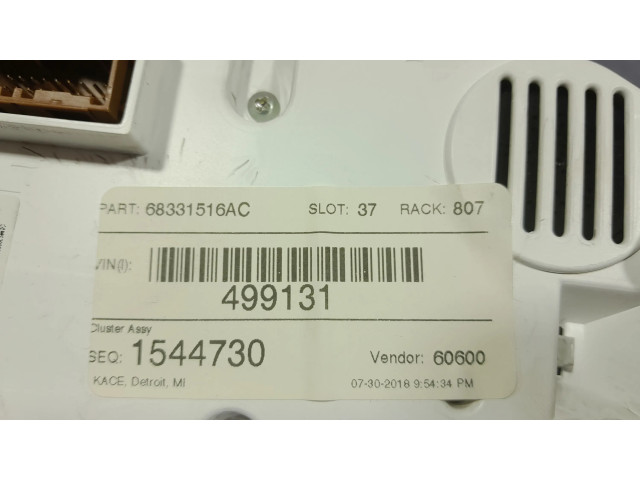 PART: 68331516AC SLOT: 37 RACK: 807
VIN(I):
499131
Cluster Assy
SEQ: 1544730 Vendor: 60600
KACE, Detroit, MI 07-30-2018 9:54:34 PM